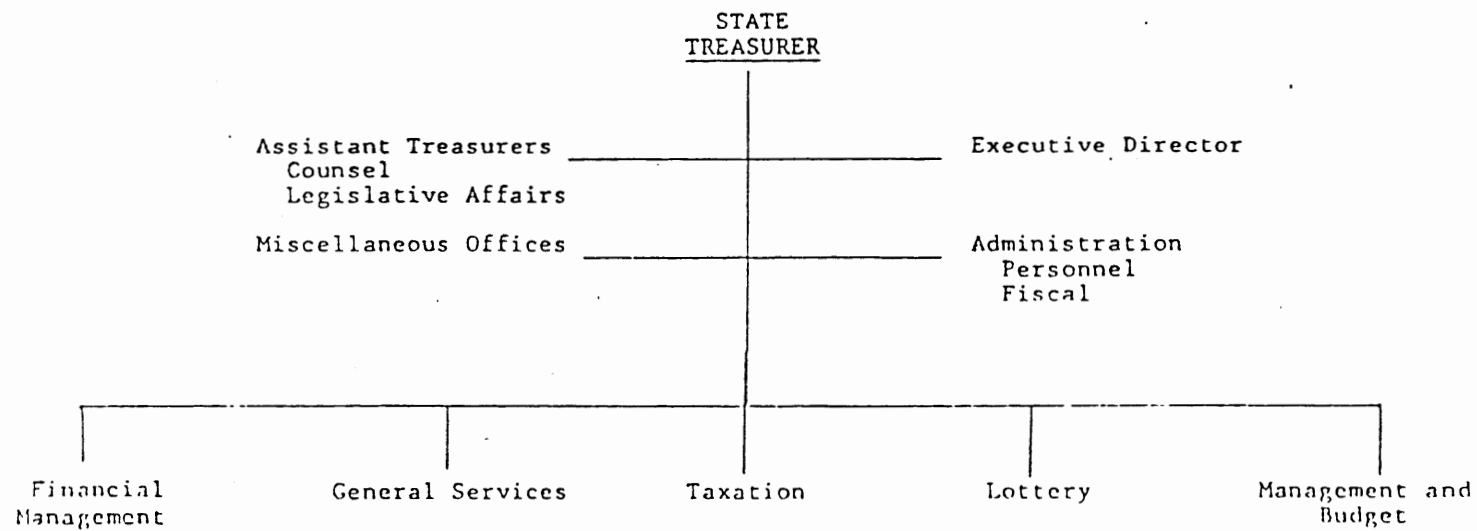 STATE
TREASURER
Assistant Treasurers
Counsel
Legislative Affairs
Executive Director
Miscellaneous Offices
Administration
Personnel
Fiscal
Financial
Management
General Services
Taxation
Lottery
Management and
Budget